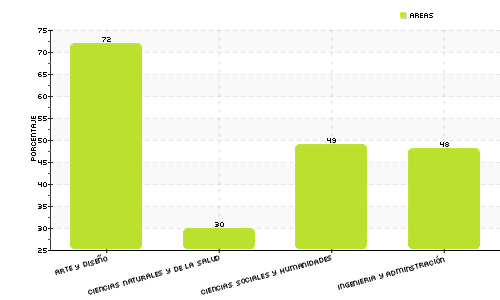 AREAS
PORCENTAJE
75
70
65
60
55
50
45
40
35
30
25
72
30
49
48
ARTE Y DISEÑO
CIENCIAS NATURALES Y DE LA SALUD
CIENCIAS SOCIALES Y HUMANIDADES
INGENIERIA Y ADMINSTRACIÓN